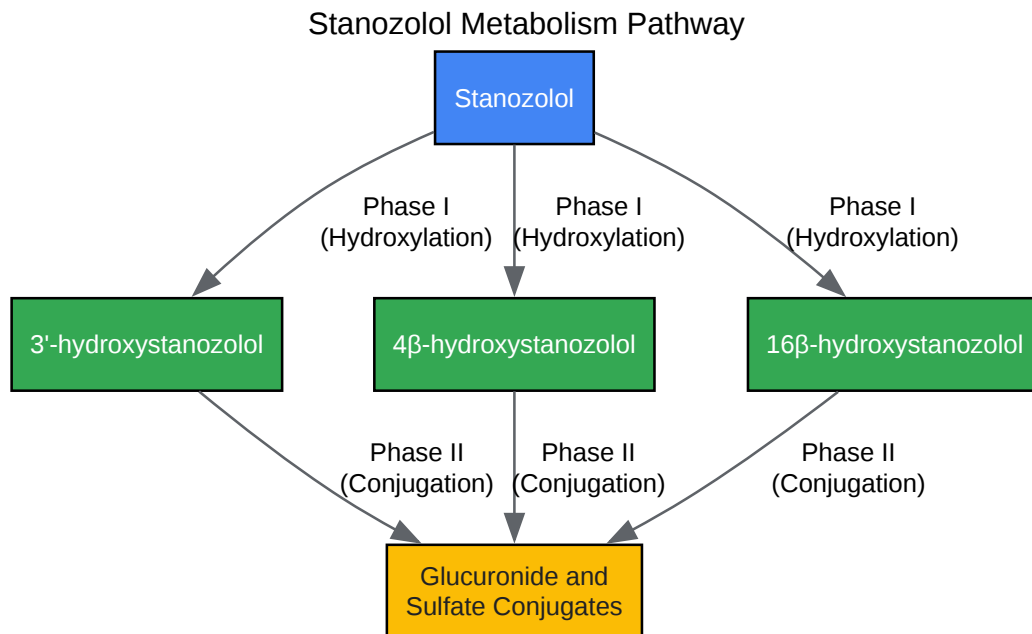 Stanozolol Metabolism Pathway
Stanozolol
Phase I
(Hydroxylation)
Phase I
(Hydroxylation)
Phase I
(Hydroxylation)
3'-hydroxystanozolol
4β-hydroxystanozolol
16β-hydroxystanozolol
Phase II
(Conjugation)
Phase II
(Conjugation)
Phase II
(Conjugation)
Glucuronide and
Sulfate Conjugates